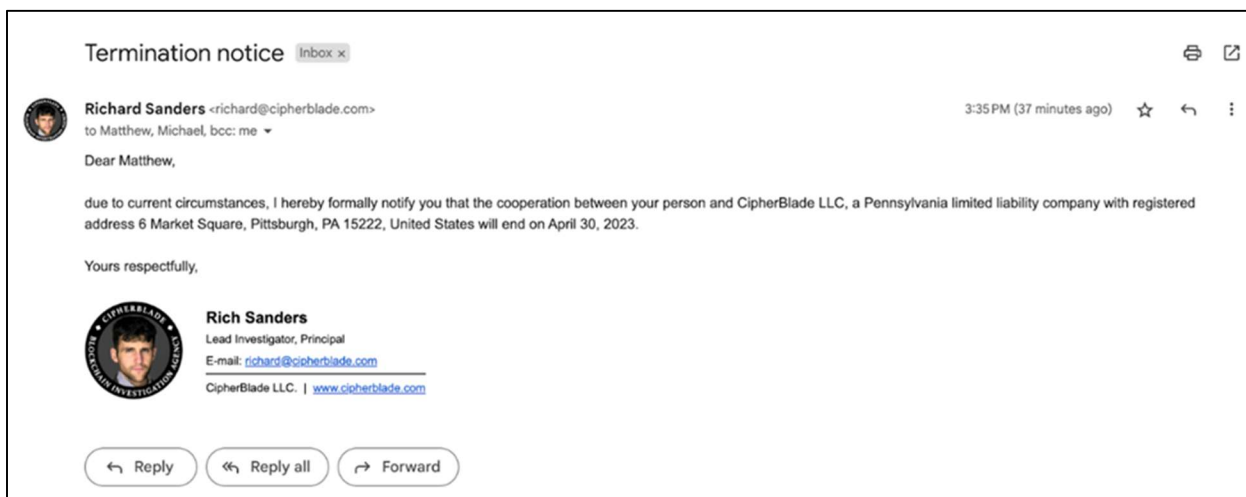 Termination notice Inbox ×
Richard Sanders <richard@cipherblade.com> 3:35 PM (37 minutes ago)
to Matthew, Michael, bcc: me
Dear Matthew,
due to current circumstances, I hereby formally notify you that the cooperation between your person and CipherBlade LLC, a Pennsylvania limited liability company with registered
address 6 Market Square, Pittsburgh, PA 15222, United States will end on April 30, 2023.
Yours respectfully,
CIPHERBLADE
BLOCKCHAIN INVESTIGATION AGENCY
Rich Sanders
Lead Investigator, Principal
E-mail: richard@cipherblade.com
CipherBlade LLC. | www.cipherblade.com
Reply Reply all Forward